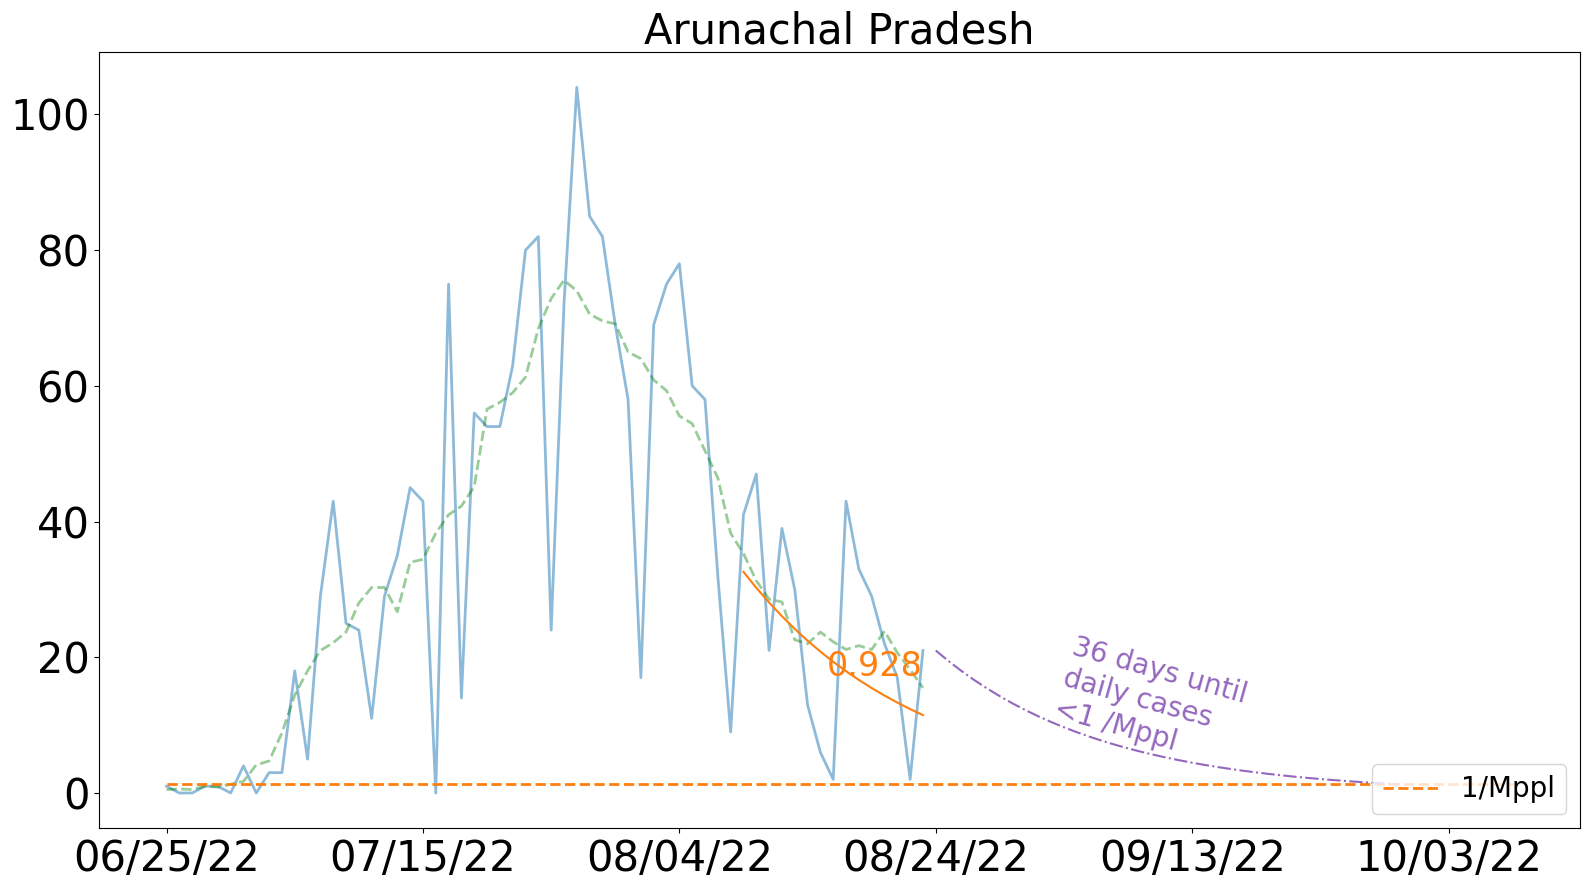 Arunachal Pradesh
100
80
60
40
20
0
0.928
36 days until
daily cases
<1 /Mppl
1/Mppl
06/25/22
07/15/22
08/04/22
08/24/22
09/13/22
10/03/22